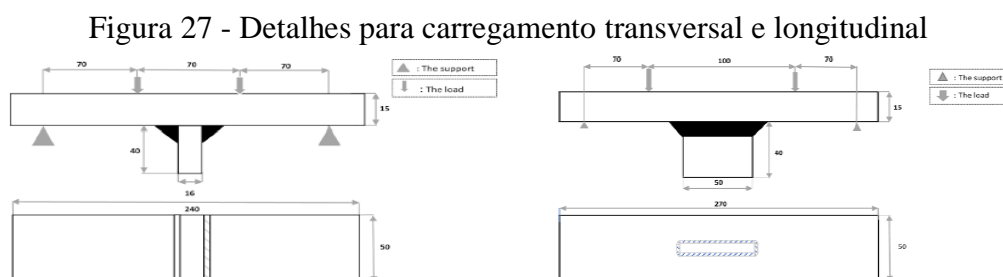 Figura 27 - Detalhes para carregamento transversal e longitudinal
70 70 70
: The support
: The load
15
40
16
240
50
70 100 70
: The support
: The load
15
40
50
270
50